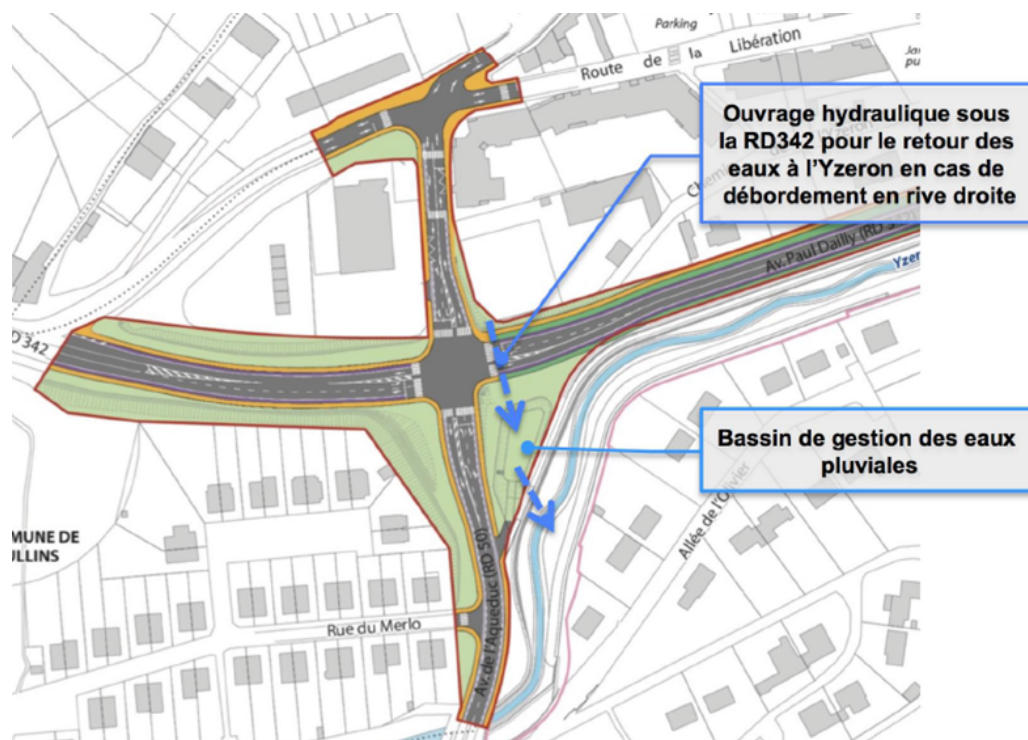 Parking
Route de la Libération
Ouvrage hydraulique sous
la RD342 pour le retour des
eaux à l'Yzeron en cas de
débordement en rive droite
Av. Paul Dailly (RD 342)
Yzer
D 342
Bassin de gestion des eaux
pluviales
Allée de l'Olivier
MUNE DE
ULLINS
Rue du Merlo
Av. de l'Aqueduc (RD 50)